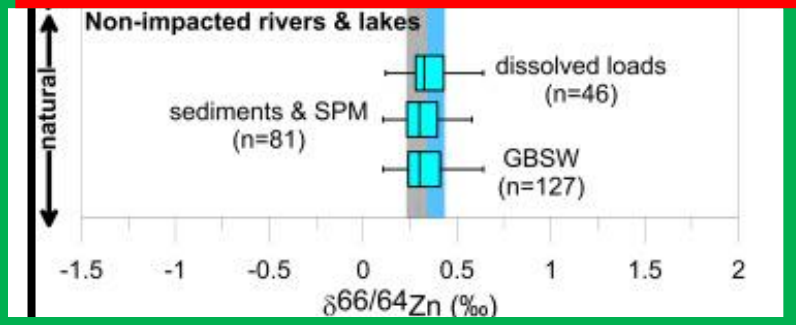 Non-impacted rivers & lakes
natural
dissolved loads
(n=46)
sediments & SPM
(n=81)
GBSW
(n=127)
-1.5 -1 -0.5 0 0.5 1 1.5 2
δ66/64Zn (‰)